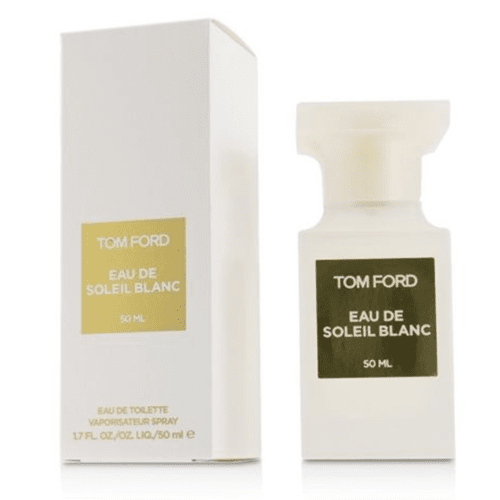 TOM FORD
EAU DE
SOLEIL BLANC
50 ML
EAU DE TOILETTE
VAPORISATEUR SPRAY
1.7 FL. OZ./OZ. LIQ./50 ml e
TOM FORD
EAU DE
SOLEIL BLANC
50 ML